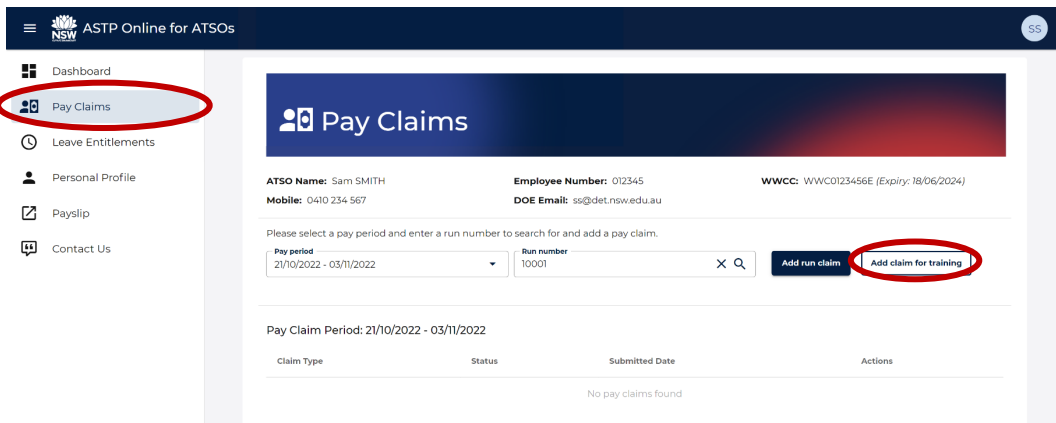 NSW ASTP Online for ATSOs
SS
Dashboard
Pay Claims
Leave Entitlements
Personal Profile
Payslip
Contact Us
Pay Claims
ATSO Name: Sam SMITH Employee Number: 012345 WWCC: WWC0123456E (Expiry: 18/06/2024)
Mobile: 0410 234 567 DOE Email: ss@det.nsw.edu.au
Please select a pay period and enter a run number to search for and add a pay claim.
Pay period Run number
21/10/2022 - 03/11/2022 10001 Add run claim Add claim for training
Pay Claim Period: 21/10/2022 - 03/11/2022
Claim Type Status Submitted Date Actions
No pay claims found